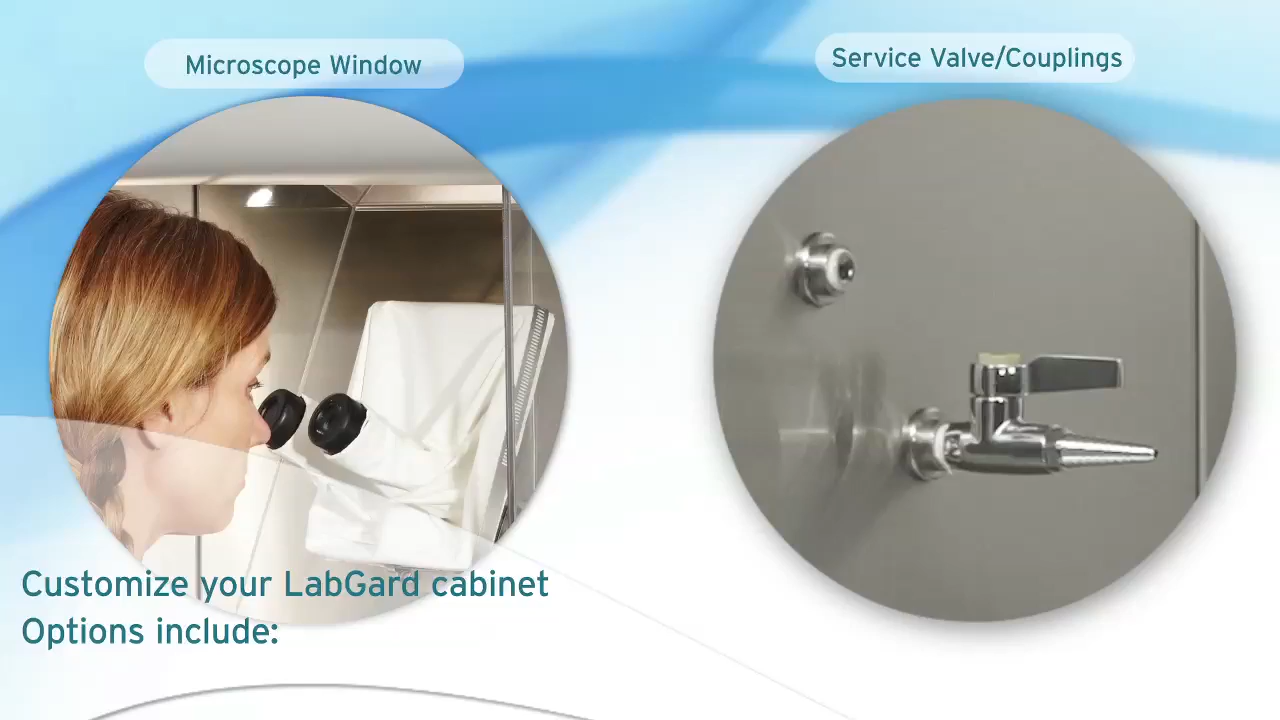 Microscope Window
Service Valve/Couplings
Customize your LabGard cabinet
Options include: